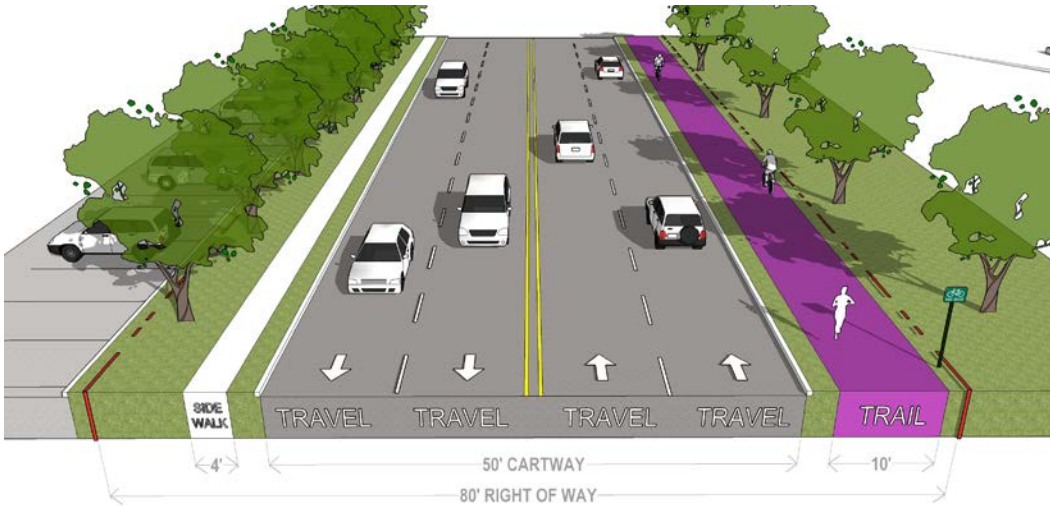 SIDE
WALK
TRAVEL
TRAVEL
TRAVEL
TRAVEL
TRAIL
4'
50' CARTWAY
10'
80' RIGHT OF WAY